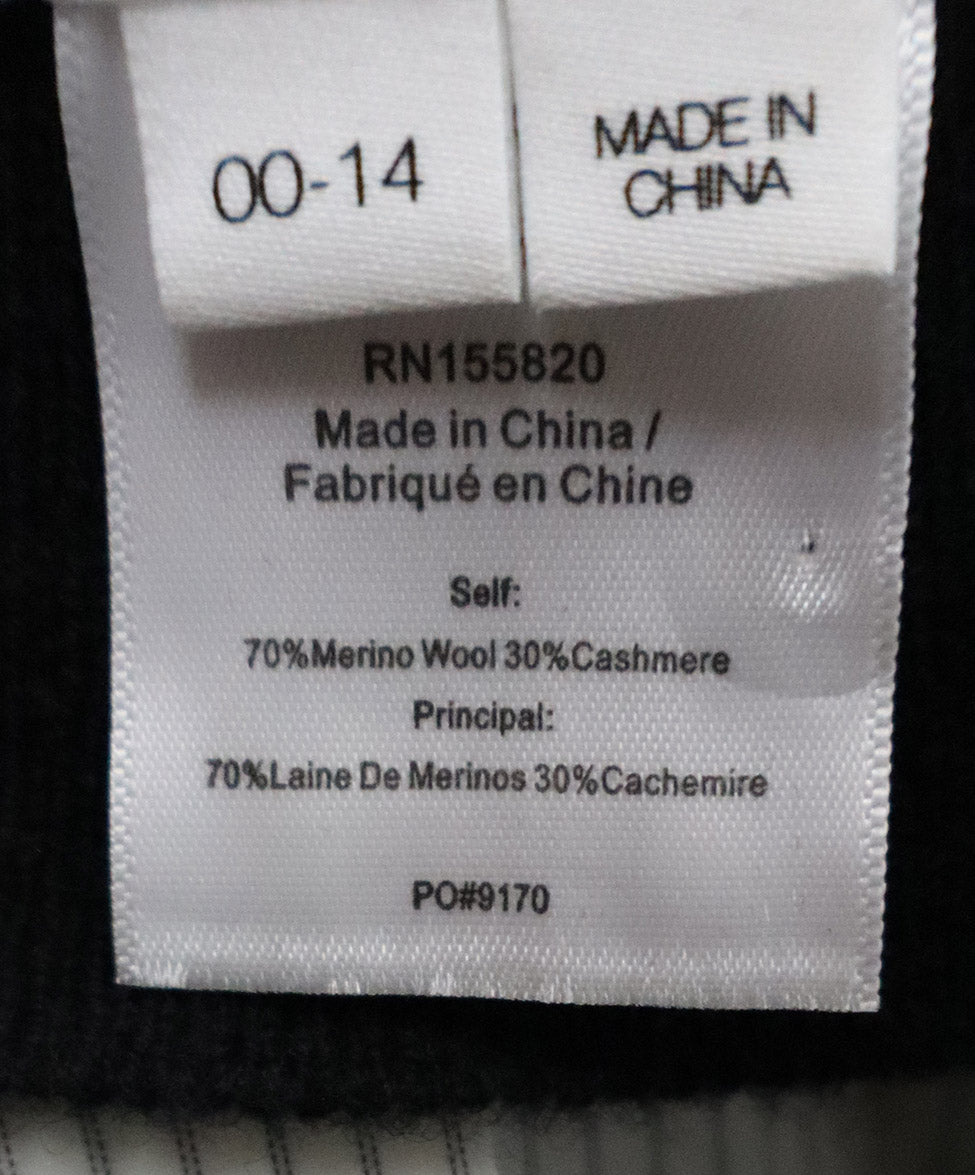 00-14
MADE IN
CHINA
RN155820
Made in China /
Fabriqué en Chine
Self:
70%Merino Wool 30%Cashmere
Principal:
70%Laine De Merinos 30%Cachemire
PO#9170